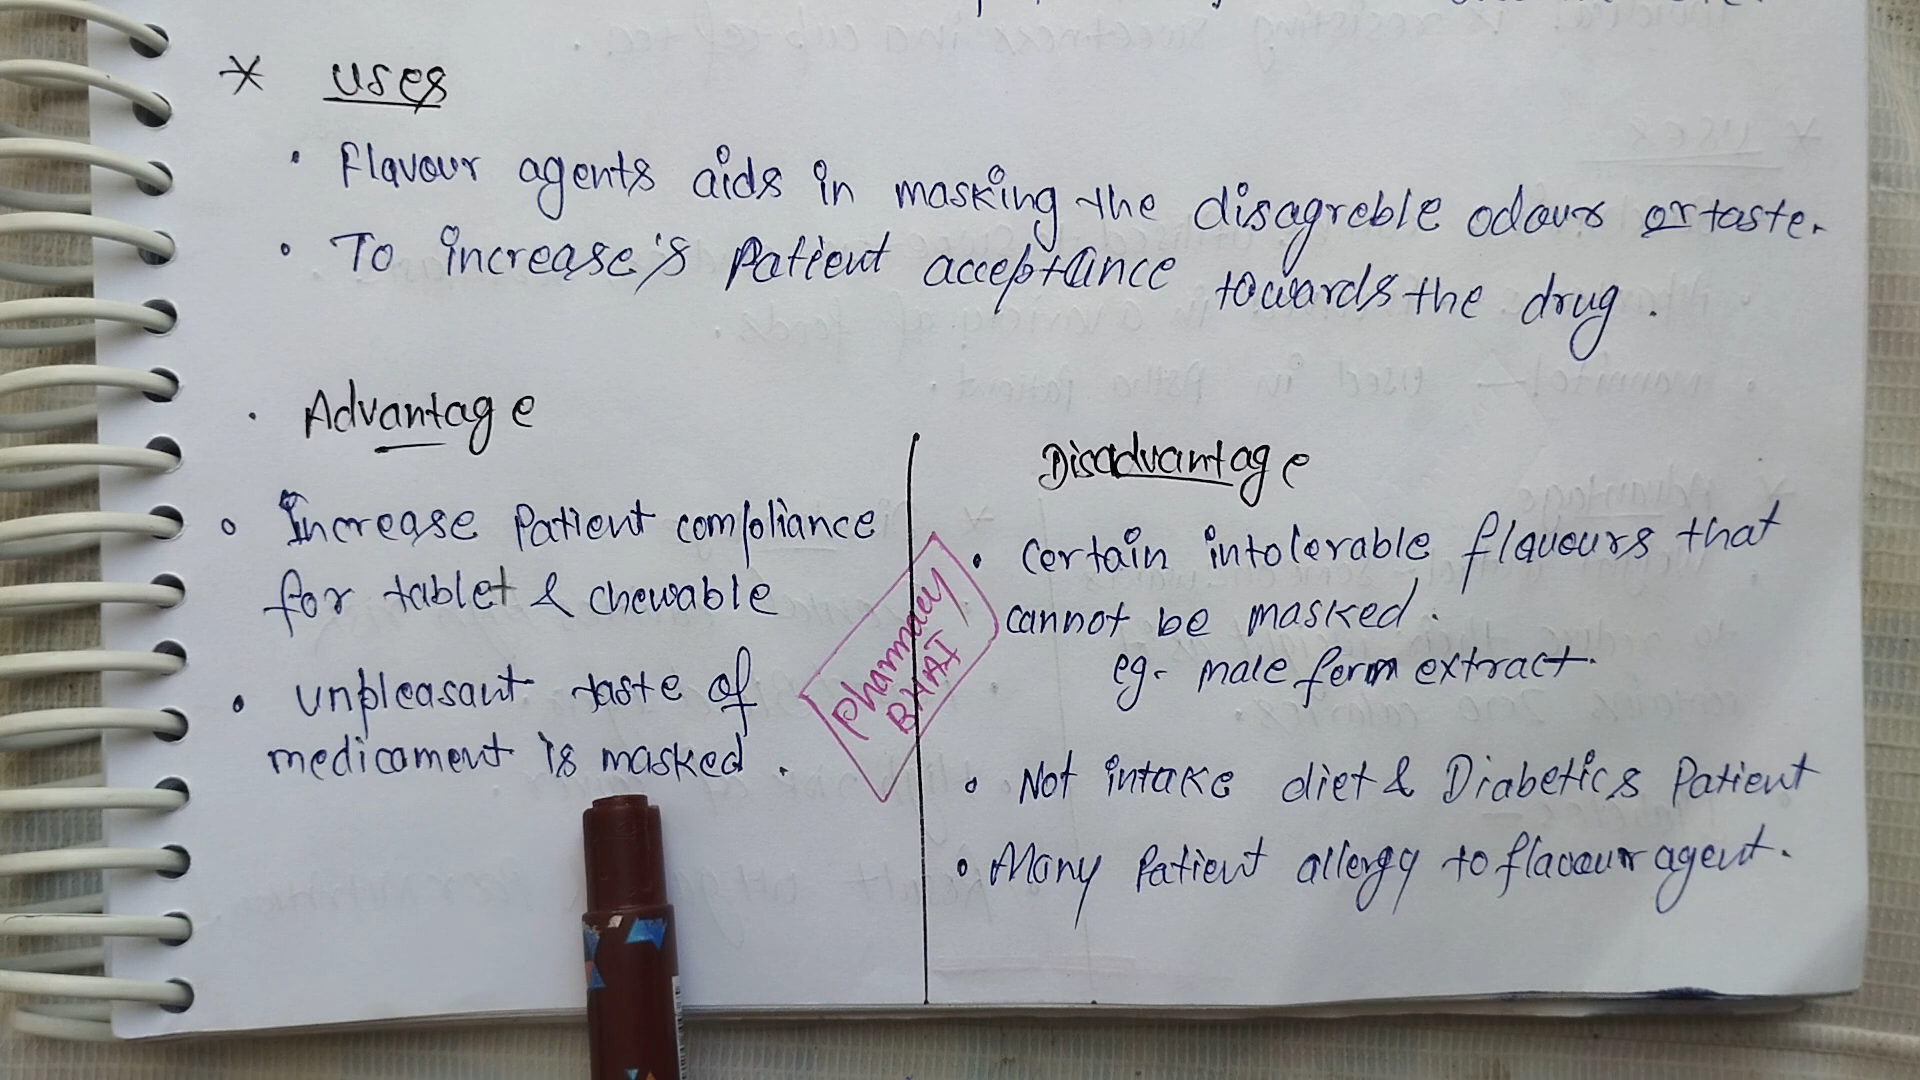 * uses
• Flavour agents aids in masking the disagreble odours or taste.
• To increase's Patient acceptance towards the drug.
• Advantage
○ Increase Patient compliance
for tablet & chewable
• unpleasant taste of
medicament is masked.
Pharmacy
BHAI
Disadvantage
• Certain intolerable flavours that
cannot be masked.
eg- male ferm extract.
○ Not intake diet & Diabetics Patient
• Many Patient allergy to flavour agent.